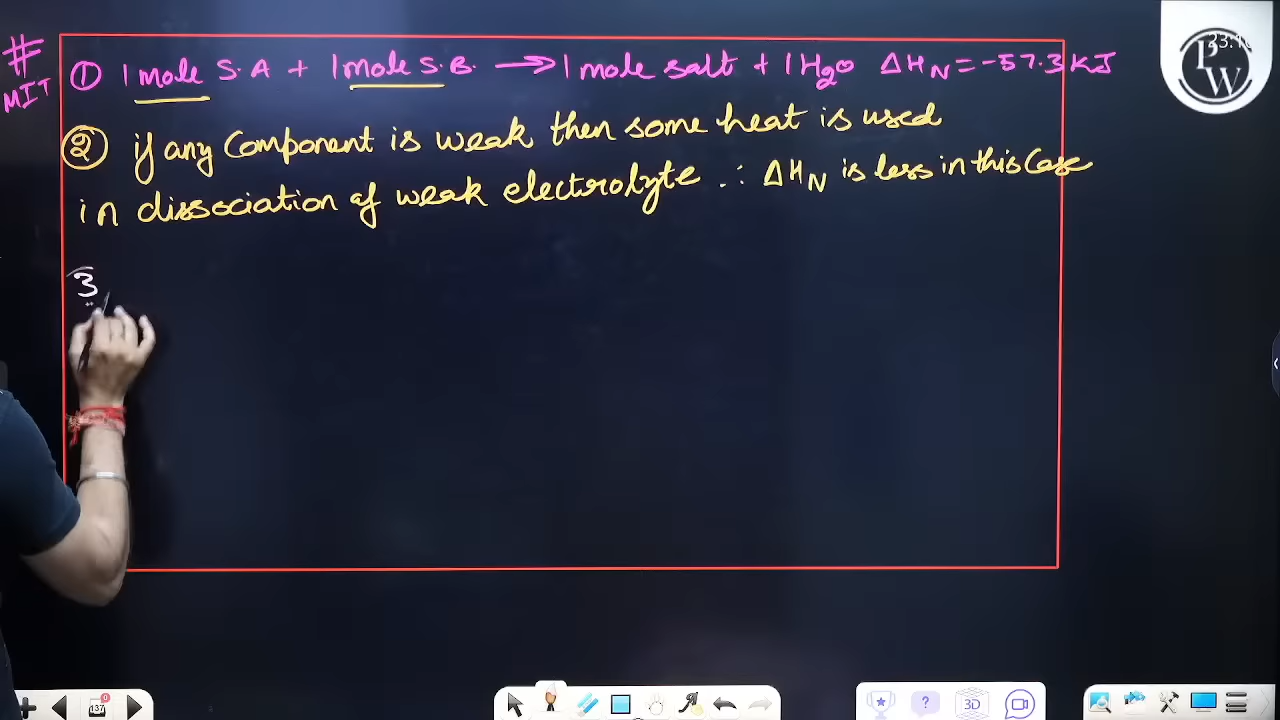 # MIT
① 1 mole S.A + 1 mole S.B. → 1 mole salt + 1 H₂O ΔH_N = -57.3 KJ
② if any Component is weak then some heat is used
in dissociation of weak electrolyte ∴ ΔH_N is less in this Case
3
PW
137
3D